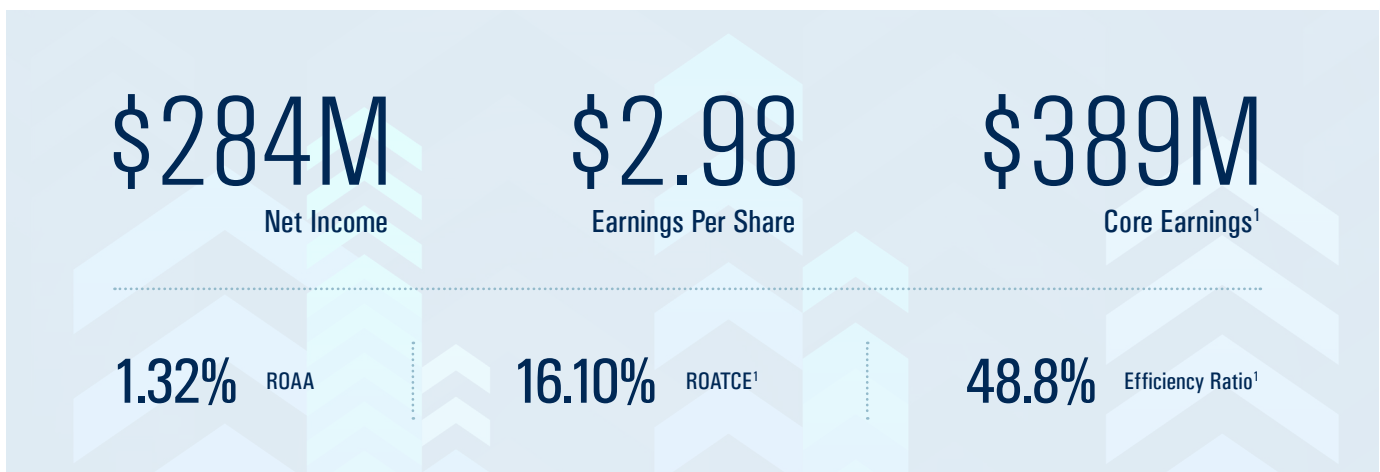 $284M $2.98 $389M
Net Income Earnings Per Share Core Earnings¹
1.32% ROAA 16.10% ROATCE¹ 48.8% Efficiency Ratio¹